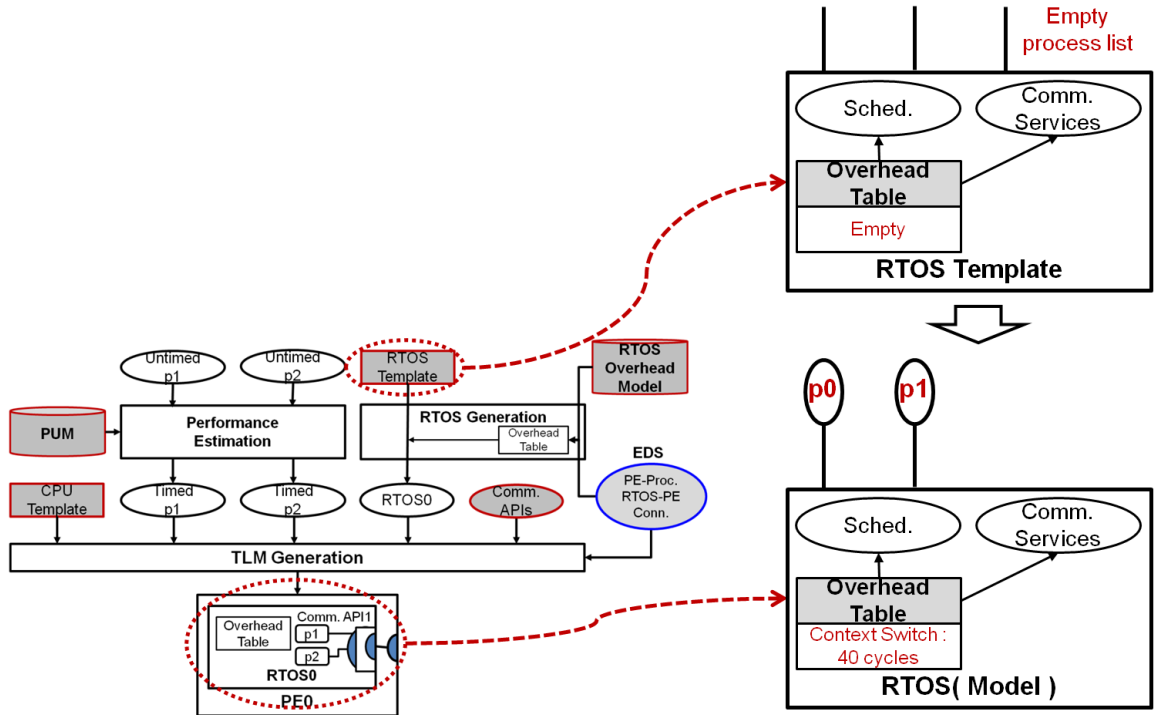 Empty
process list
Sched.
Comm.
Services
Overhead
Table
Empty
RTOS Template
Untimed
p1
Untimed
p2
RTOS
Template
RTOS
Overhead
Model
PUM
Performance
Estimation
RTOS Generation
Overhead
Table
EDS
PE-Proc.
RTOS-PE
Conn.
CPU
Template
Timed
p1
Timed
p2
RTOS0
Comm.
APIs
TLM Generation
Overhead
Table
Comm. API1
p1
p2
RTOS0
PE0
p0
p1
Sched.
Comm.
Services
Overhead
Table
Context Switch :
40 cycles
RTOS( Model )